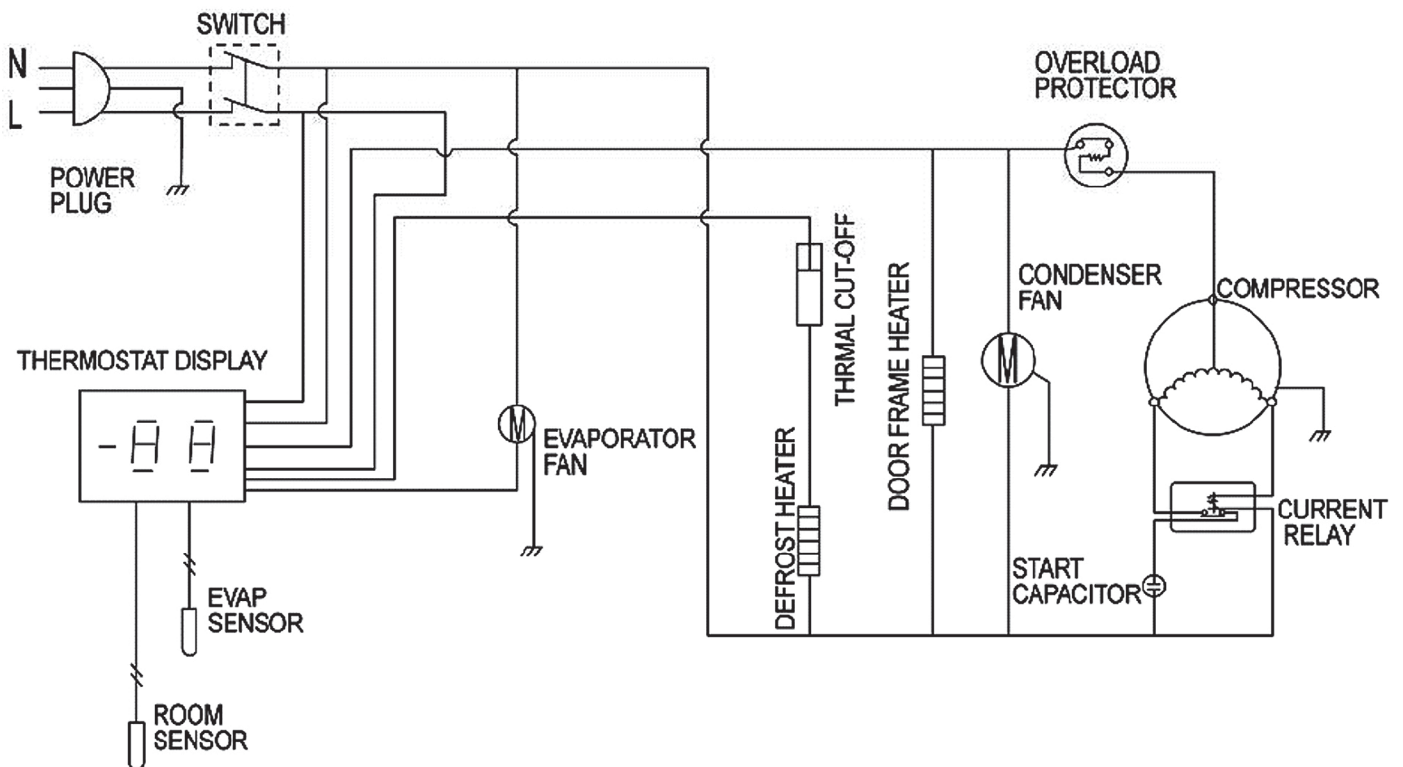 SWITCH
N
L
POWER
PLUG
OVERLOAD
PROTECTOR
THRMAL CUT-OFF
DOOR FRAME HEATER
CONDENSER
FAN
COMPRESSOR
THERMOSTAT DISPLAY
-88
EVAPORATOR
FAN
DEFROST HEATER
CURRENT
RELAY
START
CAPACITOR
EVAP
SENSOR
ROOM
SENSOR